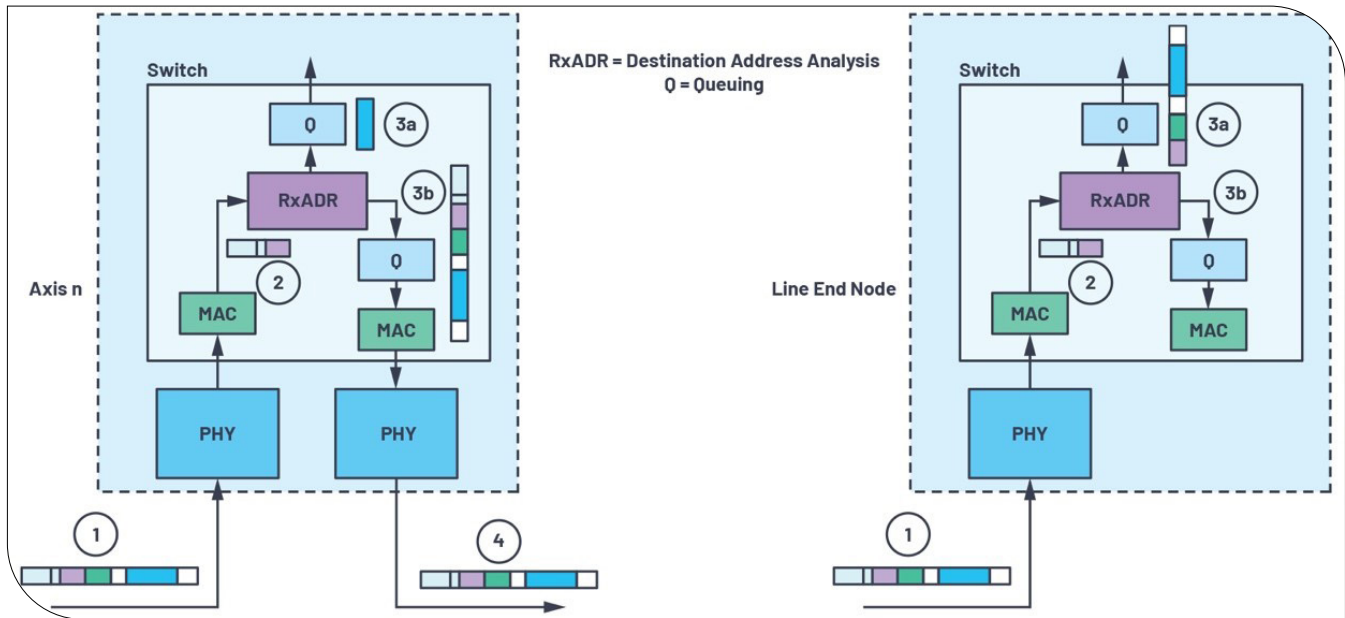 RxADR = Destination Address Analysis
Q = Queuing
Switch
Q
3a
RxADR
3b
2
Q
Axis n
MAC
MAC
PHY
PHY
1
4
Switch
Q
3a
RxADR
3b
2
Q
Line End Node
MAC
MAC
PHY
1